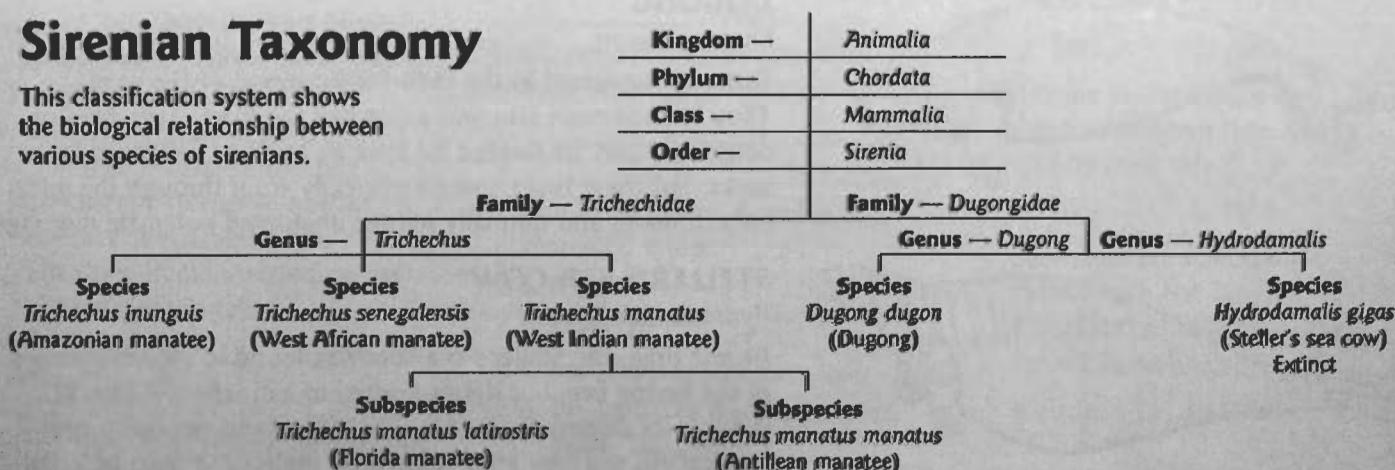 Sirenian Taxonomy
This classification system shows
the biological relationship between
various species of sirenians.
Kingdom — Animalia
Phylum — Chordata
Class — Mammalia
Order — Sirenia
Family — Trichechidae Family — Dugongidae
Genus — Trichechus Genus — Dugong Genus — Hydrodamalis
Species Species Species Species Species
Trichechus inunguis Trichechus senegalensis Trichechus manatus Dugong dugon Hydrodamalis gigas
(Amazonian manatee) (West African manatee) (West Indian manatee) (Dugong) (Steller's sea cow)
Extinct
Subspecies Subspecies
Trichechus manatus latirostris Trichechus manatus manatus
(Florida manatee) (Antillean manatee)